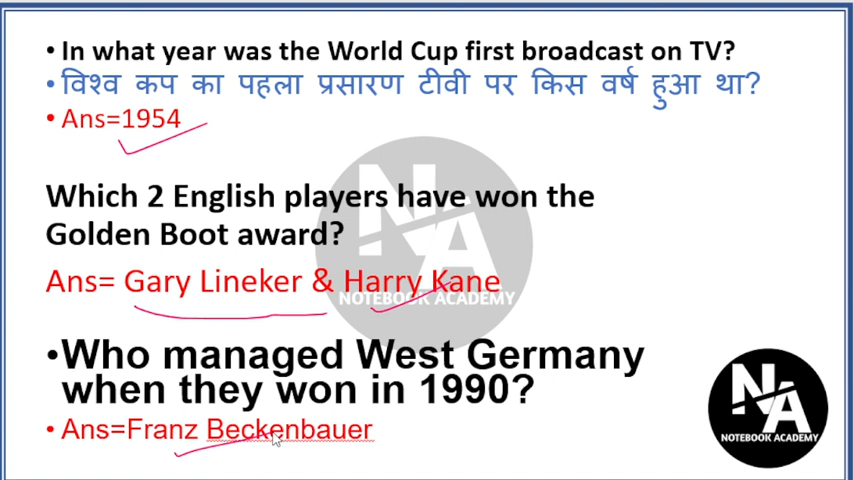 • In what year was the World Cup first broadcast on TV?
• विश्व कप का पहला प्रसारण टीवी पर किस वर्ष हुआ था?
• Ans=1954
Which 2 English players have won the
Golden Boot award?
Ans= Gary Lineker & Harry Kane
NOTEBOOK ACADEMY
•Who managed West Germany
when they won in 1990?
• Ans=Franz Beckenbauer
NA
NOTEBOOK ACADEMY